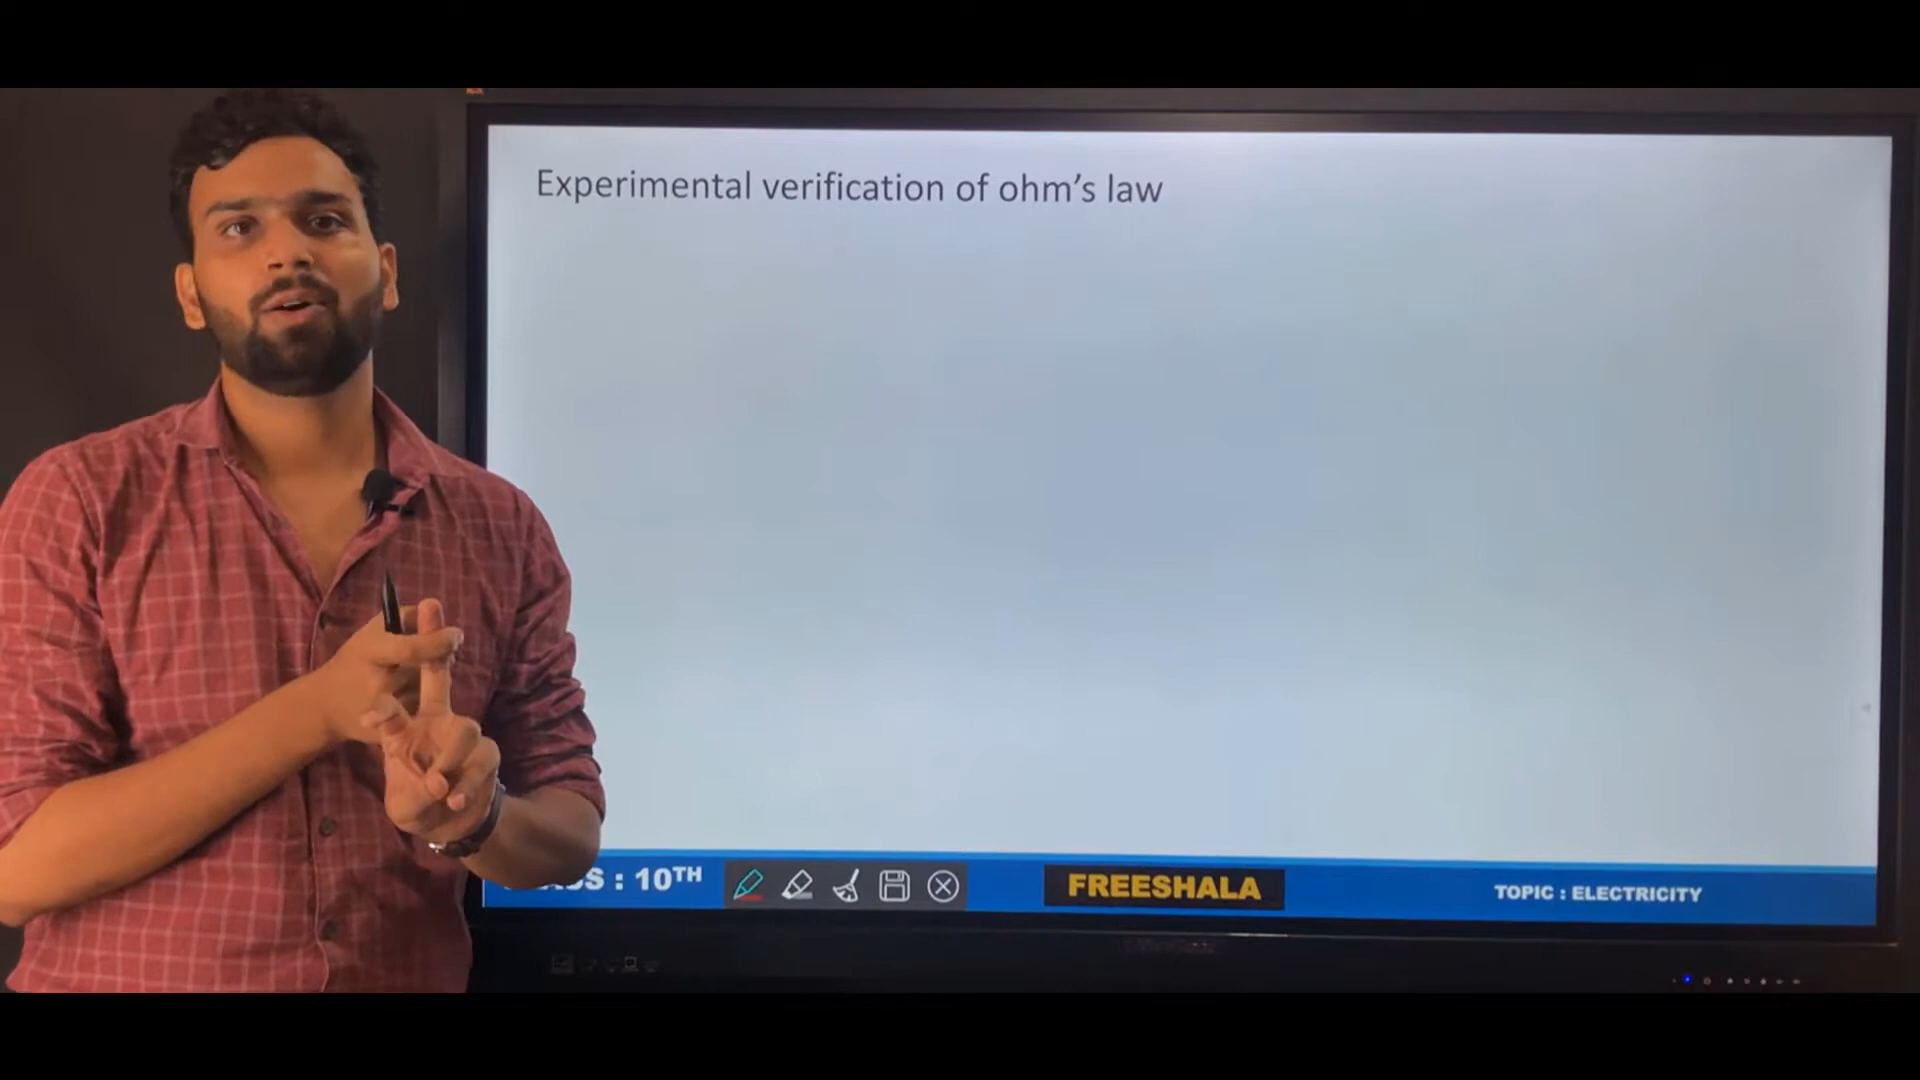 Experimental verification of ohm's law
: 10TH
FREESHALA
TOPIC : ELECTRICITY